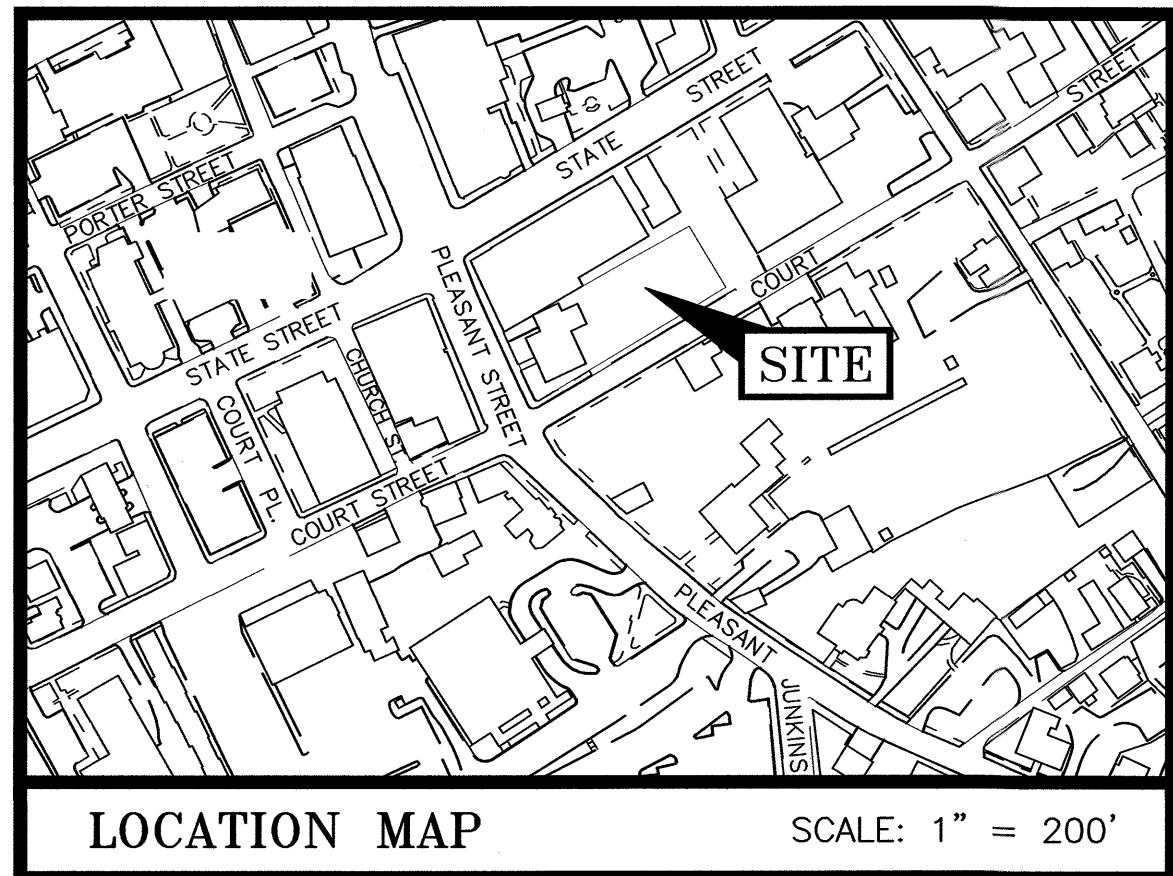 STREET
STREET
STATE
PORTER STREET
COURT
PLEASANT STREET
STATE STREET
CHURCH S
SITE
COURT PL.
COURT STREET
PLEASANT
JUNKINS
LOCATION MAP
SCALE: 1" = 200'